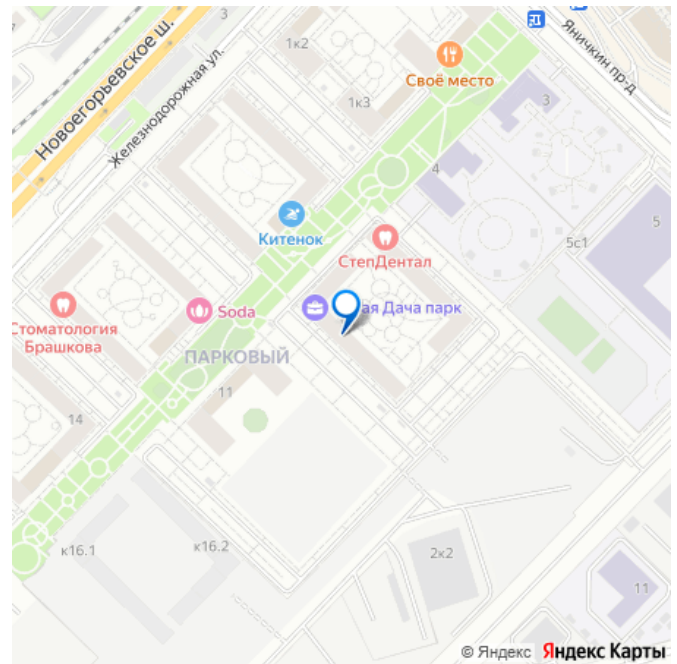 3
Новоегорьевское ш.
Железнодорожная ул.
1к2
Своё место
Яничкин пр-д
1к3
3
4
Китенок
СтепДентал
5
5с1
Стоматология
Брашкова
Soda
ая Дача парк
ПАРКОВЫЙ
11
14
к16.1
к16.2
2к2
11
© Яндекс Яндекс Карты